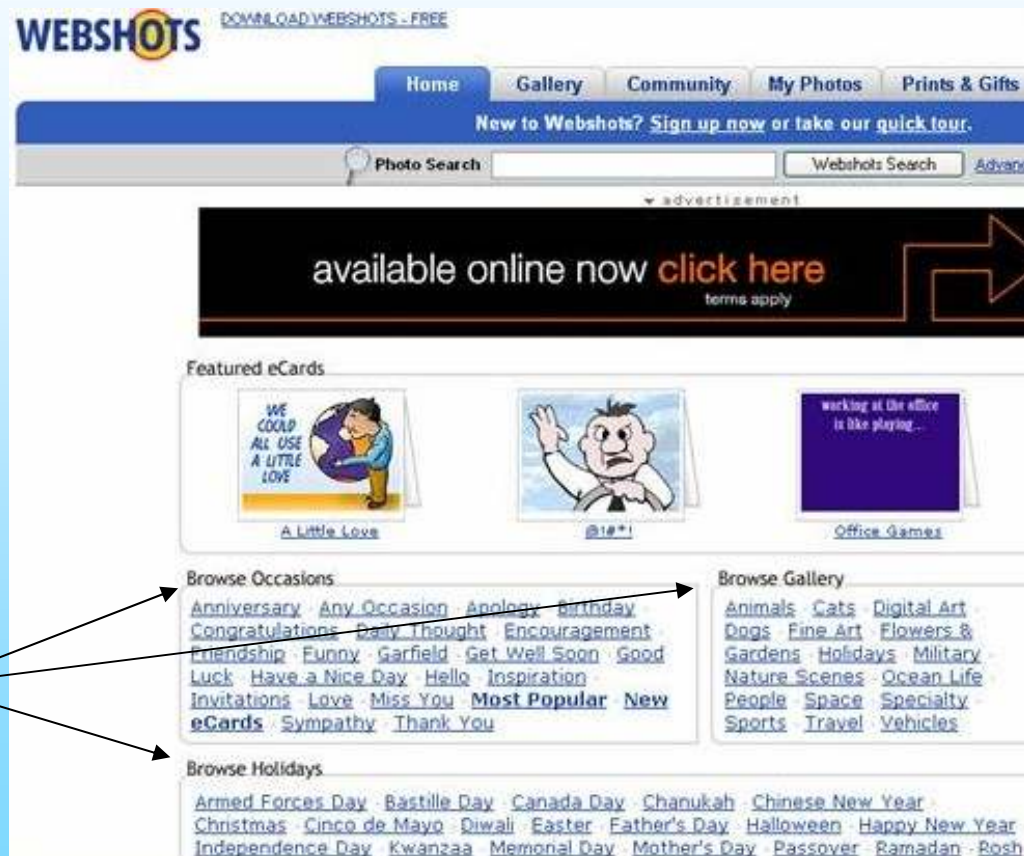 WEBSHOTS
DOWNLOAD WEBSHOTS - FREE
Home Gallery Community My Photos Prints & Gifts
New to Webshots? Sign up now or take our quick tour.
Photo Search Webshots Search
advertisement
available online now click here
terms apply
Featured eCards
WE
COULD
ALL USE
A LITTLE
LOVE
working at the office
is like playing...
A Little Love @!#*! Office Games
Browse Occasions
Anniversary · Any Occasion · Apology · Birthday ·
Congratulations · Daily Thought · Encouragement ·
Friendship · Funny · Garfield · Get Well Soon · Good
Luck · Have a Nice Day · Hello · Inspiration ·
Invitations · Love · Miss You · Most Popular · New
eCards · Sympathy · Thank You
Browse Gallery
Animals · Cats · Digital Art ·
Dogs · Fine Art · Flowers &
Gardens · Holidays · Military ·
Nature Scenes · Ocean Life ·
People · Space · Specialty ·
Sports · Travel · Vehicles
Browse Holidays
Armed Forces Day · Bastille Day · Canada Day · Chanukah · Chinese New Year ·
Christmas · Cinco de Mayo · Diwali · Easter · Father's Day · Halloween · Happy New Year ·
Independence Day · Kwanzaa · Memorial Day · Mother's Day · Passover · Ramadan · Rosh